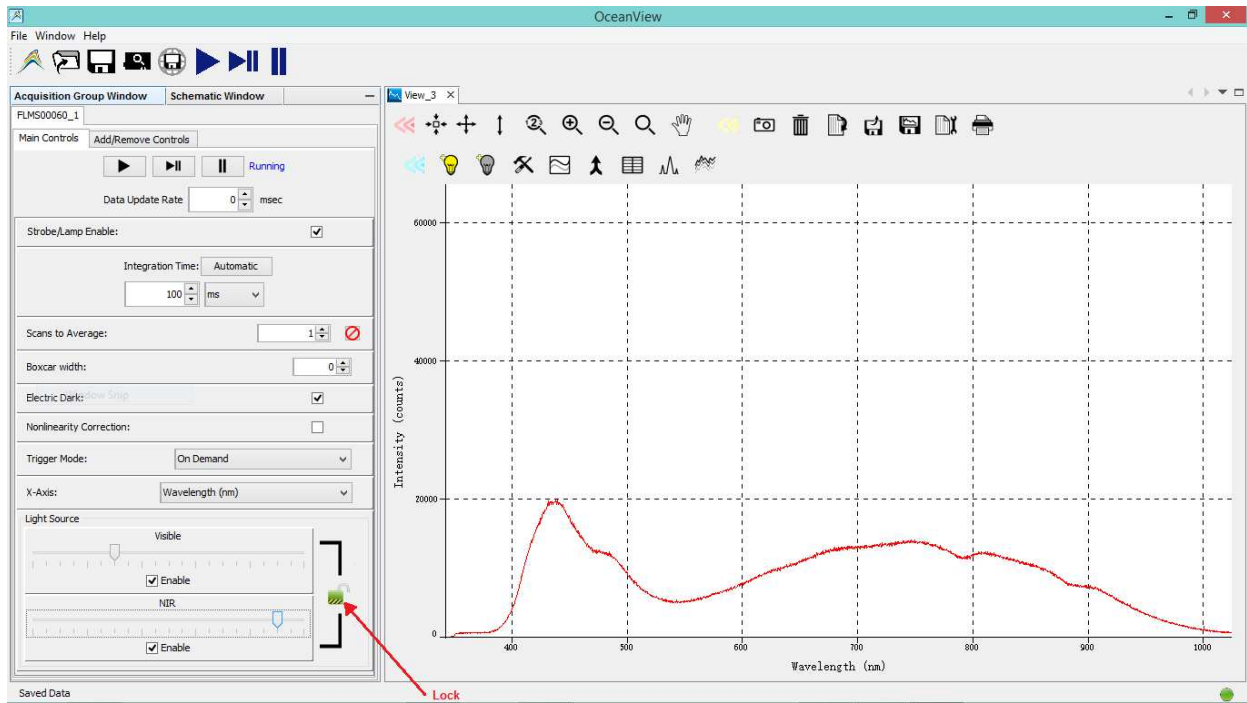 OceanView
File Window Help
Acquisition Group Window Schematic Window
FLMS00060_1
Main Controls Add/Remove Controls
Running
Data Update Rate 0 msec
Strobe/Lamp Enable:
Integration Time: Automatic
100 ms
Scans to Average: 1
Boxcar width: 0
Electric Dark:
Nonlinearity Correction:
Trigger Mode: On Demand
X-Axis: Wavelength (nm)
Light Source
Visible
Enable
NIR
Enable
Saved Data
Lock
View_3
2
60000
40000
20000
0
Intensity (counts)
400 500 600 700 800 900 1000
Wavelength (nm)